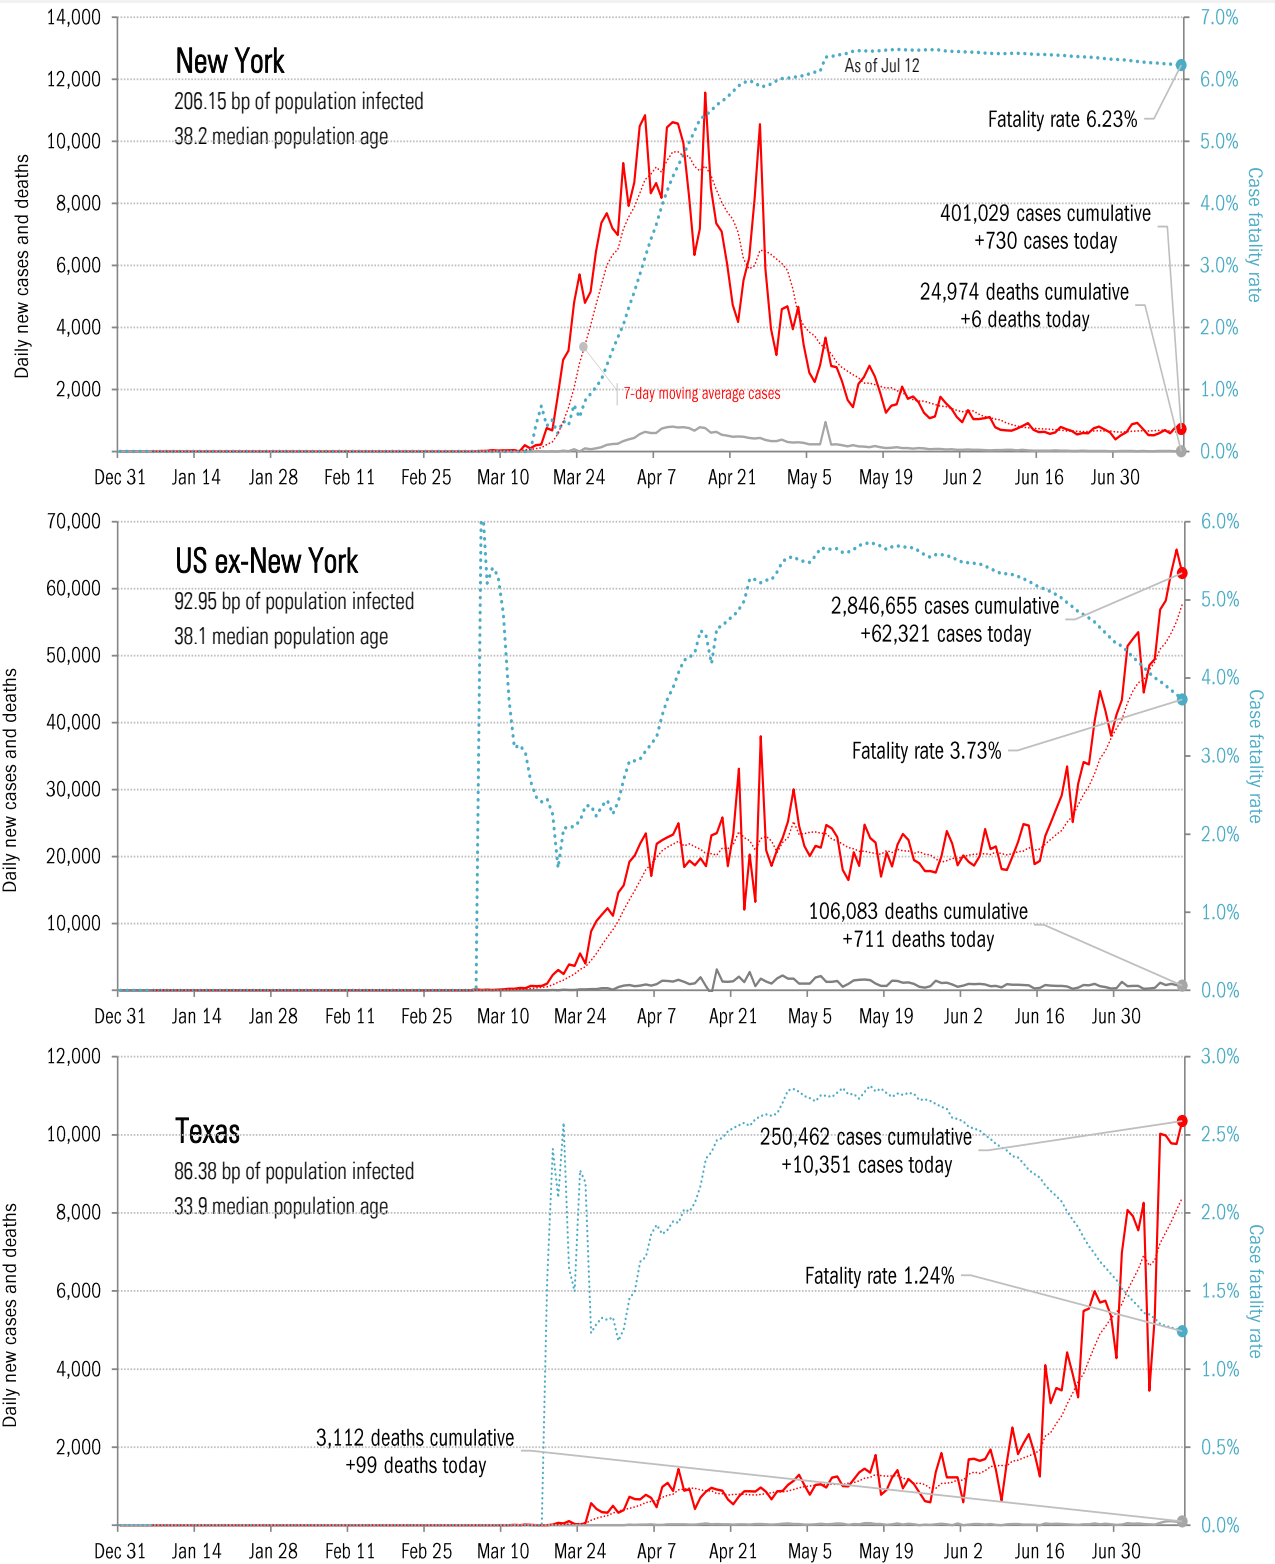 14,000
7.0%
New York
As of Jul 12
206.15 bp of population infected
38.2 median population age
12,000
6.0%
Fatality rate 6.23%
10,000
5.0%
Daily new cases and deaths
Case fatality rate
8,000
4.0%
401,029 cases cumulative
+730 cases today
6,000
3.0%
24,974 deaths cumulative
+6 deaths today
4,000
2.0%
7-day moving average cases
2,000
1.0%
0.0%
Dec 31 Jan 14 Jan 28 Feb 11 Feb 25 Mar 10 Mar 24 Apr 7 Apr 21 May 5 May 19 Jun 2 Jun 16 Jun 30
70,000
6.0%
US ex-New York
92.95 bp of population infected
38.1 median population age
60,000
5.0%
2,846,655 cases cumulative
+62,321 cases today
50,000
4.0%
Daily new cases and deaths
Case fatality rate
40,000
Fatality rate 3.73%
3.0%
30,000
2.0%
20,000
1.0%
106,083 deaths cumulative
+711 deaths today
10,000
0.0%
Dec 31 Jan 14 Jan 28 Feb 11 Feb 25 Mar 10 Mar 24 Apr 7 Apr 21 May 5 May 19 Jun 2 Jun 16 Jun 30
12,000
3.0%
Texas
86.38 bp of population infected
33.9 median population age
10,000
2.5%
250,462 cases cumulative
+10,351 cases today
8,000
2.0%
Daily new cases and deaths
Case fatality rate
Fatality rate 1.24%
6,000
1.5%
4,000
1.0%
3,112 deaths cumulative
+99 deaths today
2,000
0.5%
0.0%
Dec 31 Jan 14 Jan 28 Feb 11 Feb 25 Mar 10 Mar 24 Apr 7 Apr 21 May 5 May 19 Jun 2 Jun 16 Jun 30